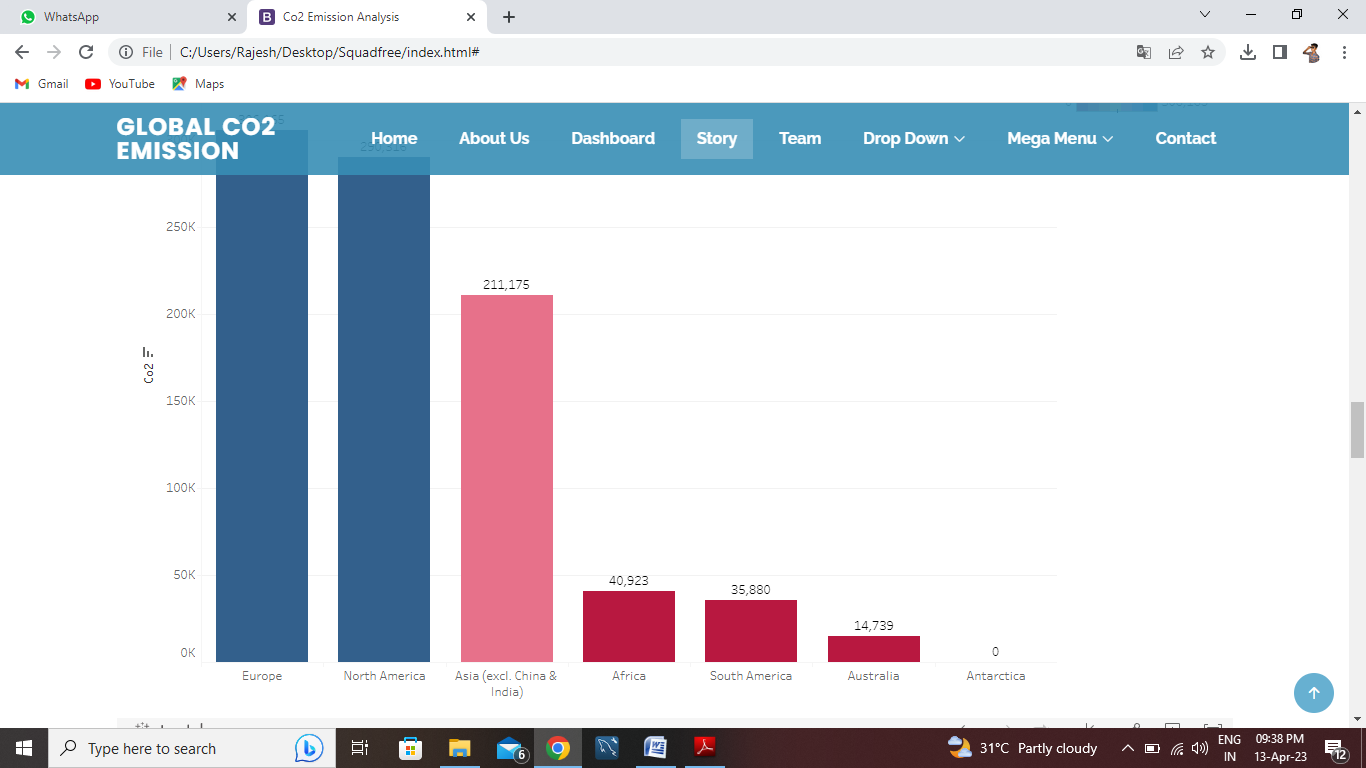 WhatsApp
Co2 Emission Analysis
File
C:/Users/Rajesh/Desktop/Squadfree/index.html#
Gmail
YouTube
Maps
GLOBAL CO2
EMISSION
Home
About Us
Dashboard
Story
Team
Drop Down
Mega Menu
Contact
250K
211,175
200K
Co2
150K
100K
50K
40,923
35,880
14,739
0K
0
Europe
North America
Asia (excl. China &
India)
Africa
South America
Australia
Antarctica
Type here to search
6
31°C Partly cloudy
ENG
IN
09:38 PM
13-Apr-23
12